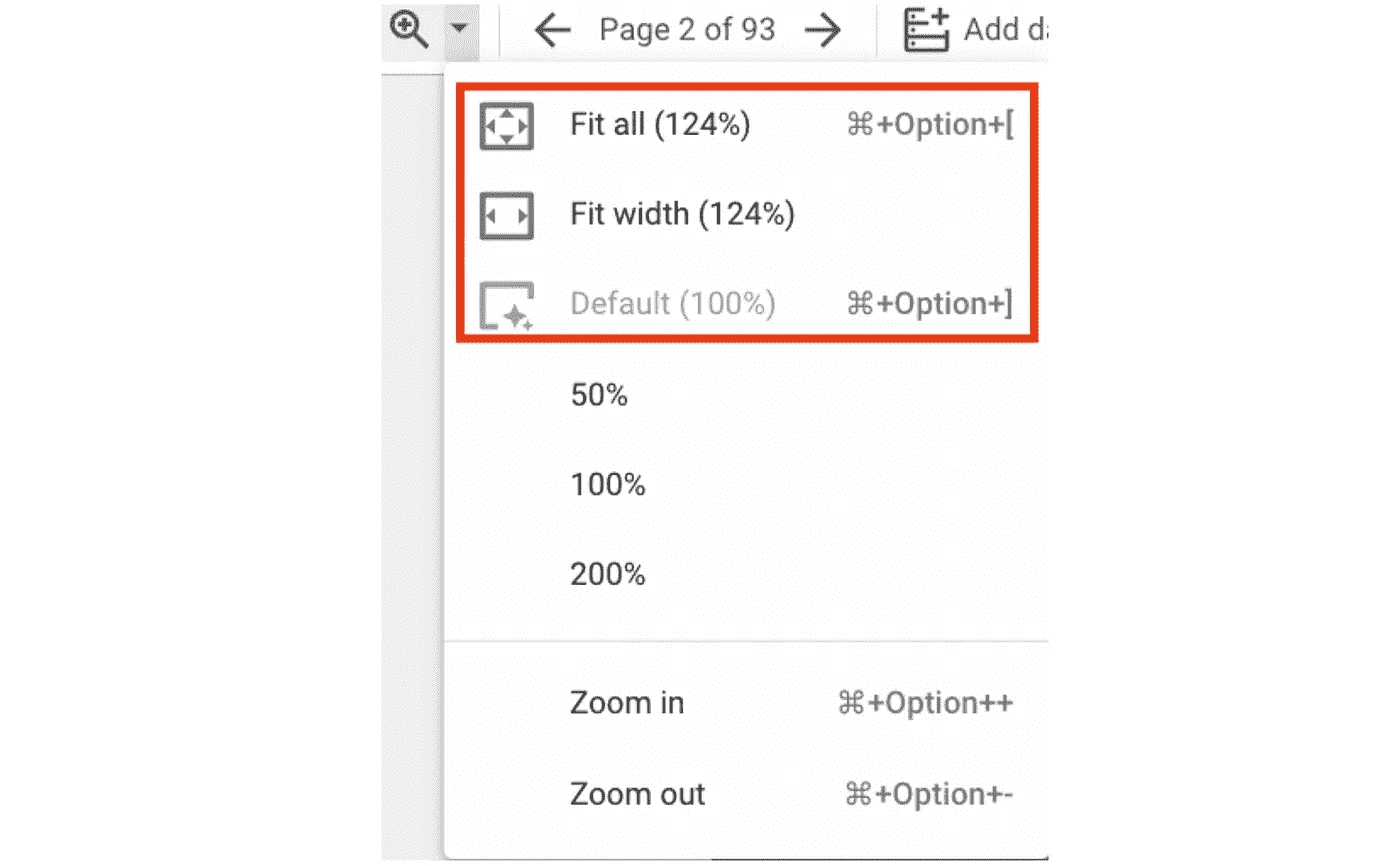 Page 2 of 93 Add
Fit all (124%) ⌘+Option+[
Fit width (124%)
Default (100%) ⌘+Option+]
50%
100%
200%
Zoom in ⌘+Option++
Zoom out ⌘+Option+-